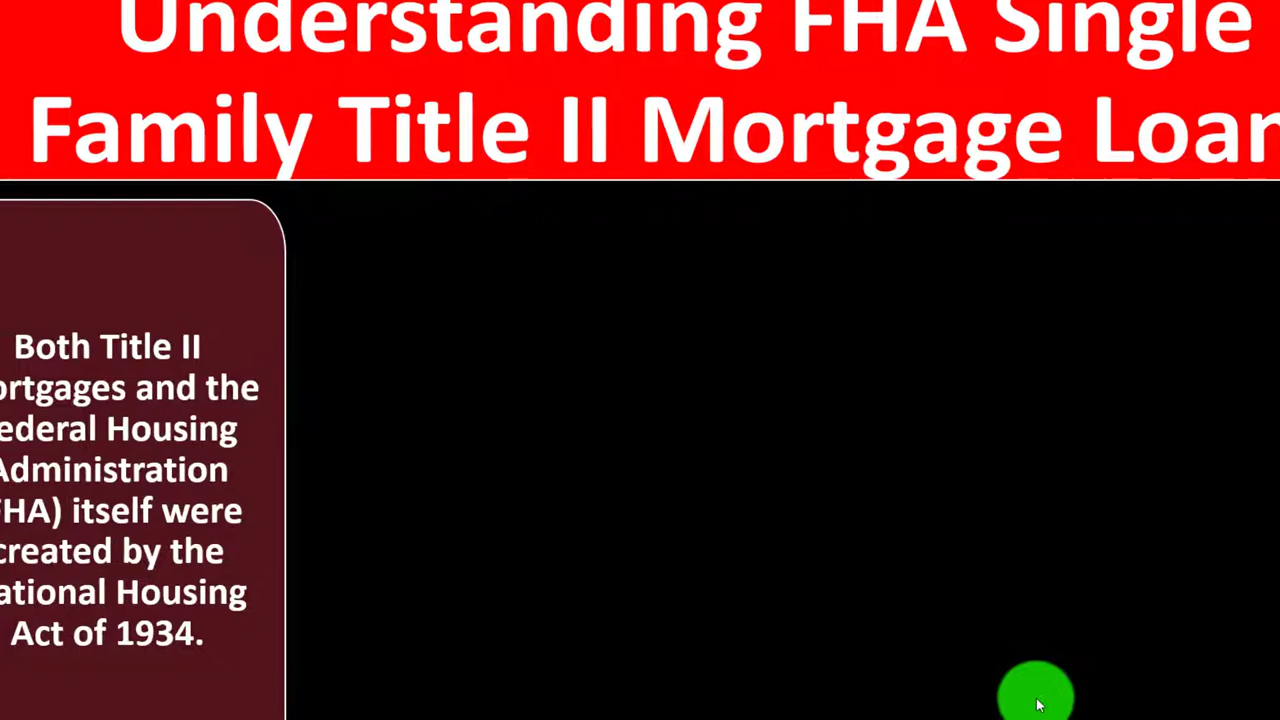 Understanding FHA Single
Family Title II Mortgage Loan
Both Title II
ortgages and the
ederal Housing
Administration
FHA) itself were
created by the
ational Housing
Act of 1934.